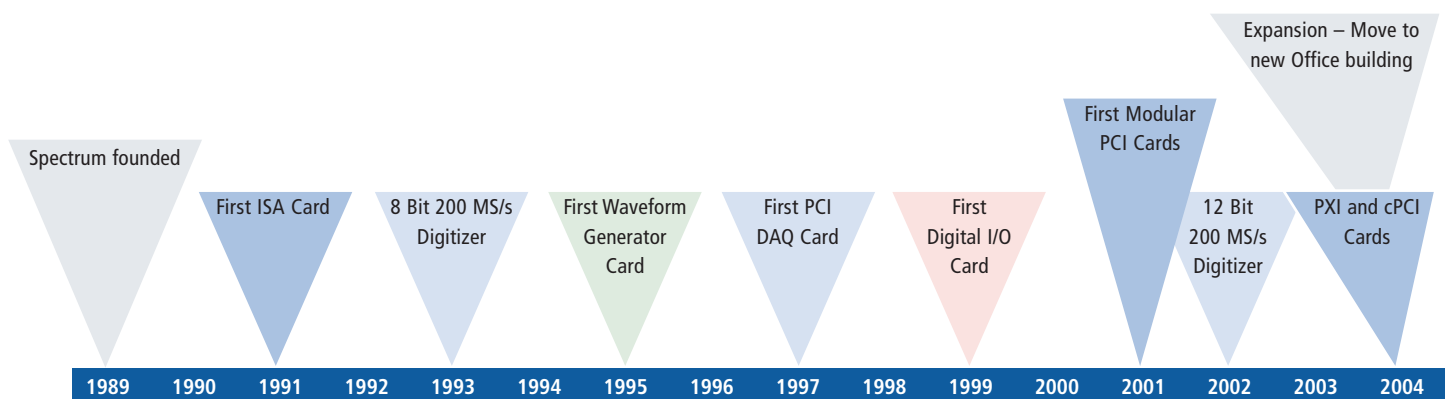 Expansion – Move to
new Office building
First Modular
PCI Cards
Spectrum founded
First ISA Card
8 Bit 200 MS/s
Digitizer
First Waveform
Generator
Card
First PCI
DAQ Card
First
Digital I/O
Card
12 Bit
200 MS/s
Digitizer
PXI and cPCI
Cards
1989 1990 1991 1992 1993 1994 1995 1996 1997 1998 1999 2000 2001 2002 2003 2004